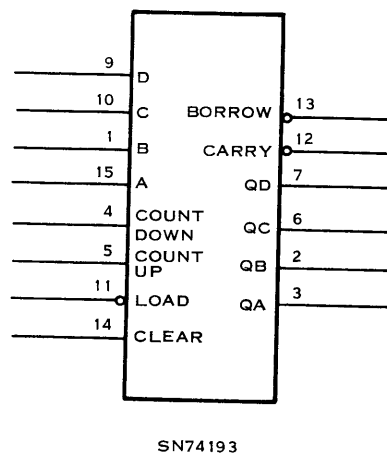 9 D
10 C
1 B
15 A
4 COUNT
DOWN
5 COUNT
UP
11 LOAD
14 CLEAR
BORROW 13
CARRY 12
QD 7
QC 6
QB 2
QA 3
SN74193